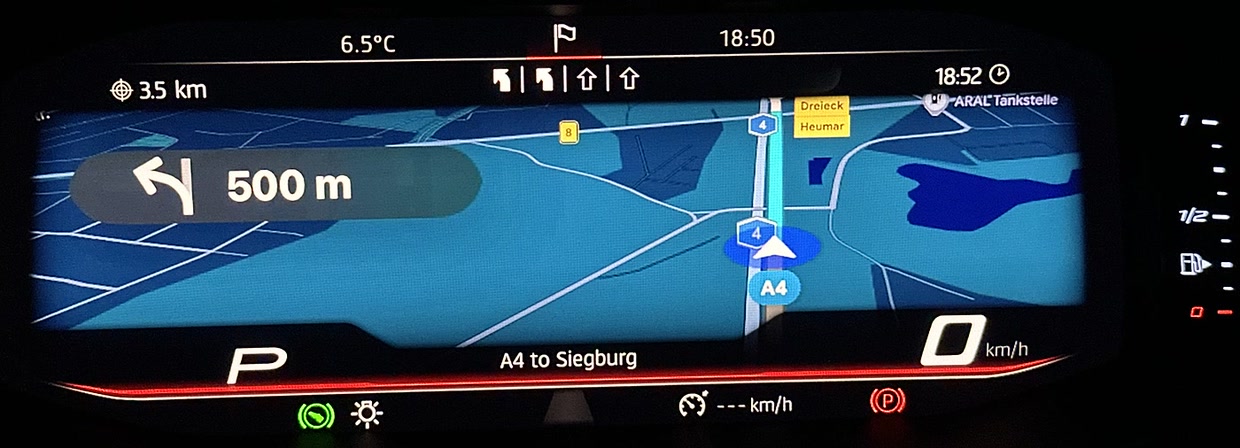 6.5°C
18:50
3.5 km
18:52
Dreieck
Heumar
ARAL Tankstelle
8
4
500 m
4
A4
P
0 km/h
A4 to Siegburg
--- km/h
P
1
1/2
0